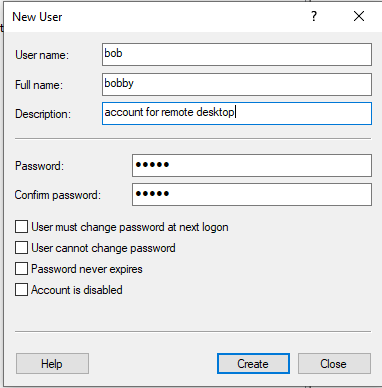 New User
?
User name: bob
Full name: bobby
Description: account for remote desktop
Password: •••••
Confirm password: •••••
User must change password at next logon
User cannot change password
Password never expires
Account is disabled
Help Create Close